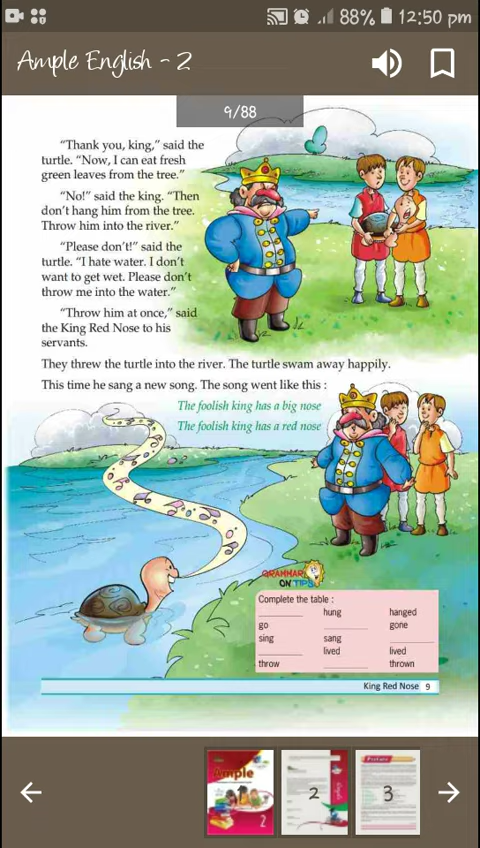 88% 12:50 pm
Ample English - 2
9/88
"Thank you, king," said the
turtle. "Now, I can eat fresh
green leaves from the tree."
"No!" said the king. "Then
don't hang him from the tree.
Throw him into the river."
"Please don't!" said the
turtle. "I hate water. I don't
want to get wet. Please don't
throw me into the water."
"Throw him at once," said
the King Red Nose to his
servants.
They threw the turtle into the river. The turtle swam away happily.
This time he sang a new song. The song went like this :
The foolish king has a big nose
The foolish king has a red nose
GRAMMAR
ON TIPS
Complete the table :
________ hung hanged
go ________ gone
sing sang ________
________ lived lived
throw ________ thrown
King Red Nose 9
Ample
2
2
3
Preface